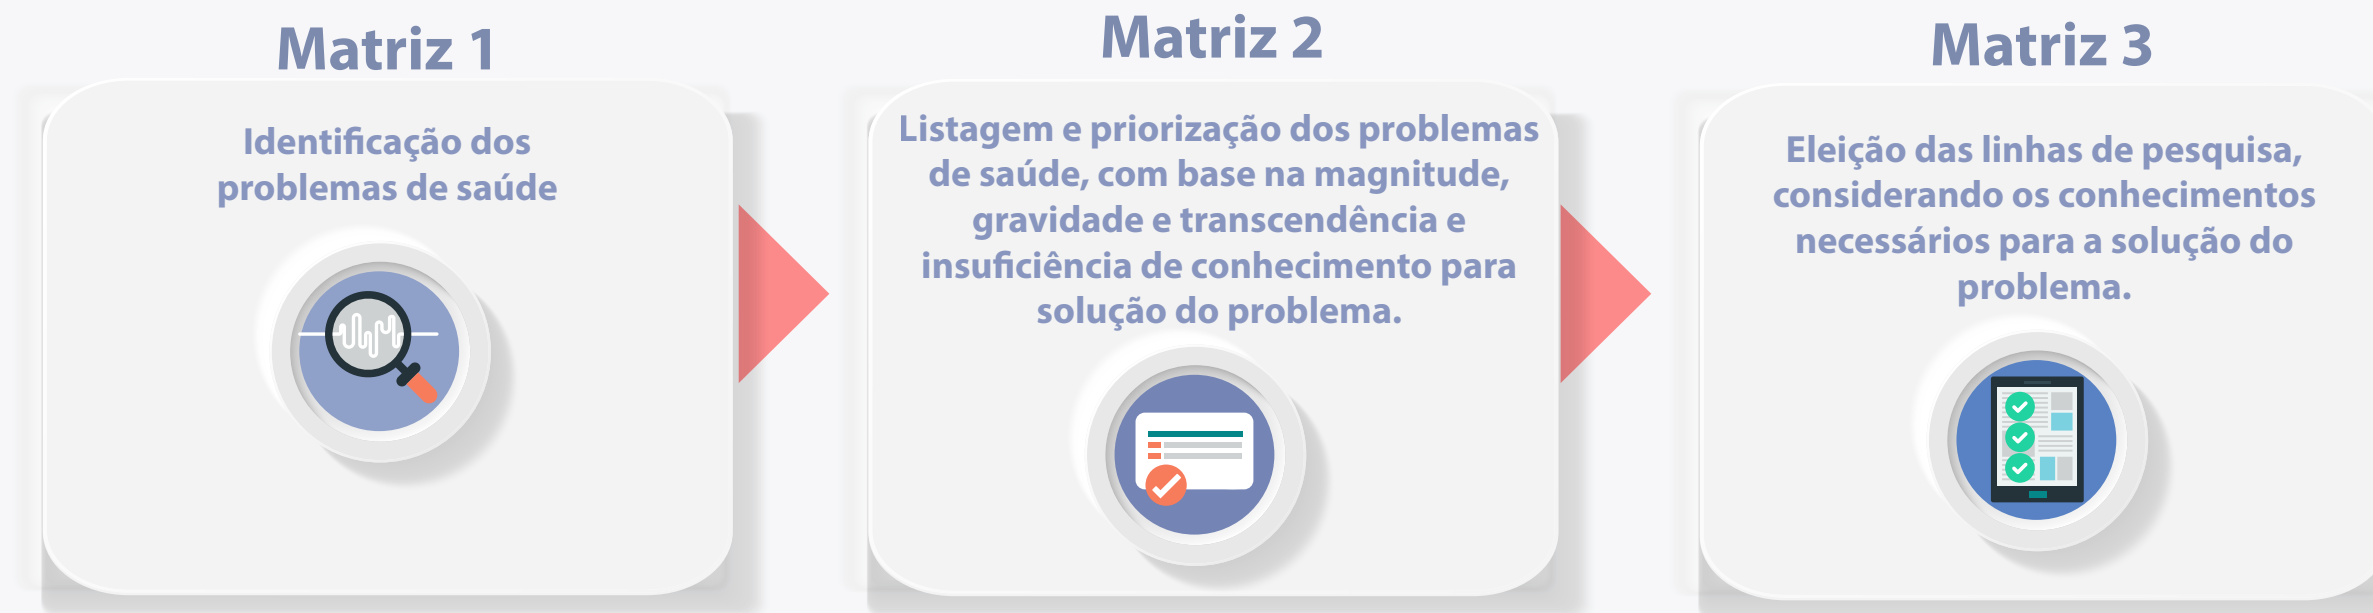 Matriz 1
Identificação dos
problemas de saúde
Matriz 2
Listagem e priorização dos problemas
de saúde, com base na magnitude,
gravidade e transcendência e
insuficiência de conhecimento para
solução do problema.
Matriz 3
Eleição das linhas de pesquisa,
considerando os conhecimentos
necessários para a solução do
problema.